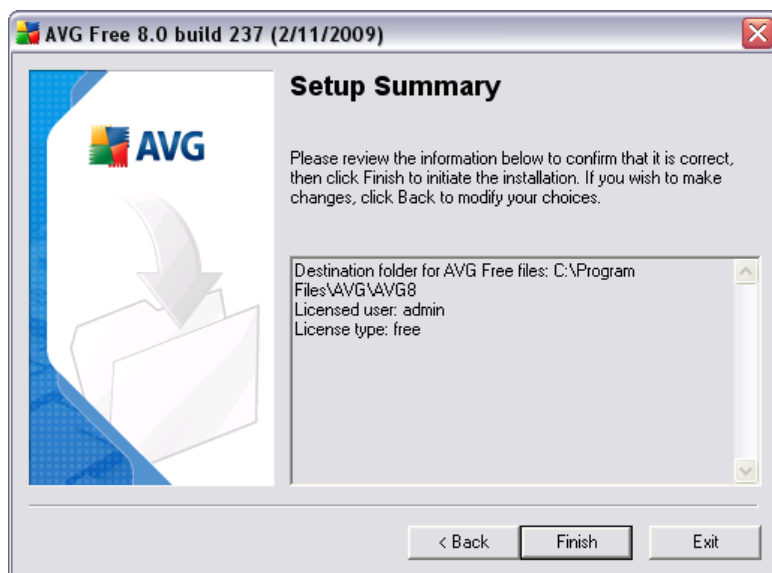 AVG Free 8.0 build 237 (2/11/2009)
AVG
Setup Summary
Please review the information below to confirm that it is correct,
then click Finish to initiate the installation. If you wish to make
changes, click Back to modify your choices.
Destination folder for AVG Free files: C:\Program
Files\AVG\AVG8
Licensed user: admin
License type: free
< Back
Finish
Exit